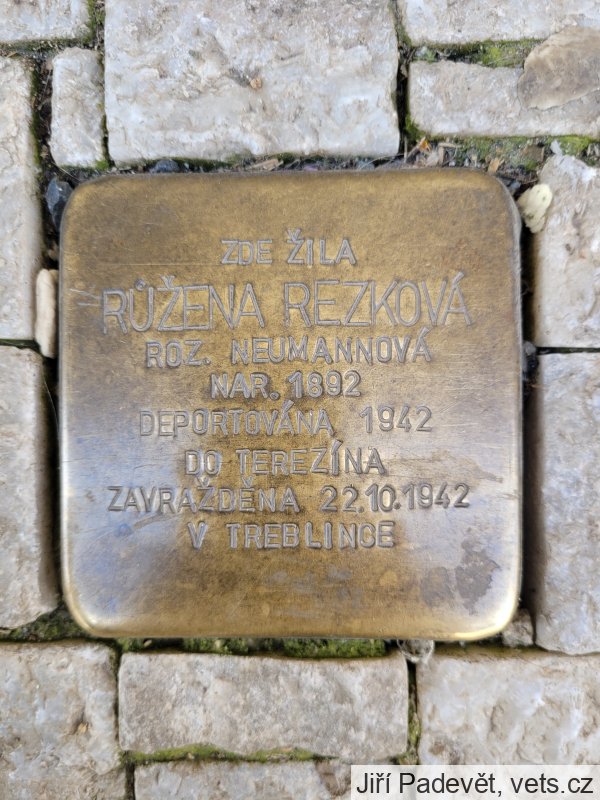 ZDE ŽILA
RŮŽENA REZKOVÁ
ROZ. NEUMANNOVÁ
NAR. 1892
DEPORTOVÁNA 1942
DO TEREZÍNA
ZAVRAŽDĚNA 22.10.1942
V TREBLINCE
Jiří Padevět, vets.cz